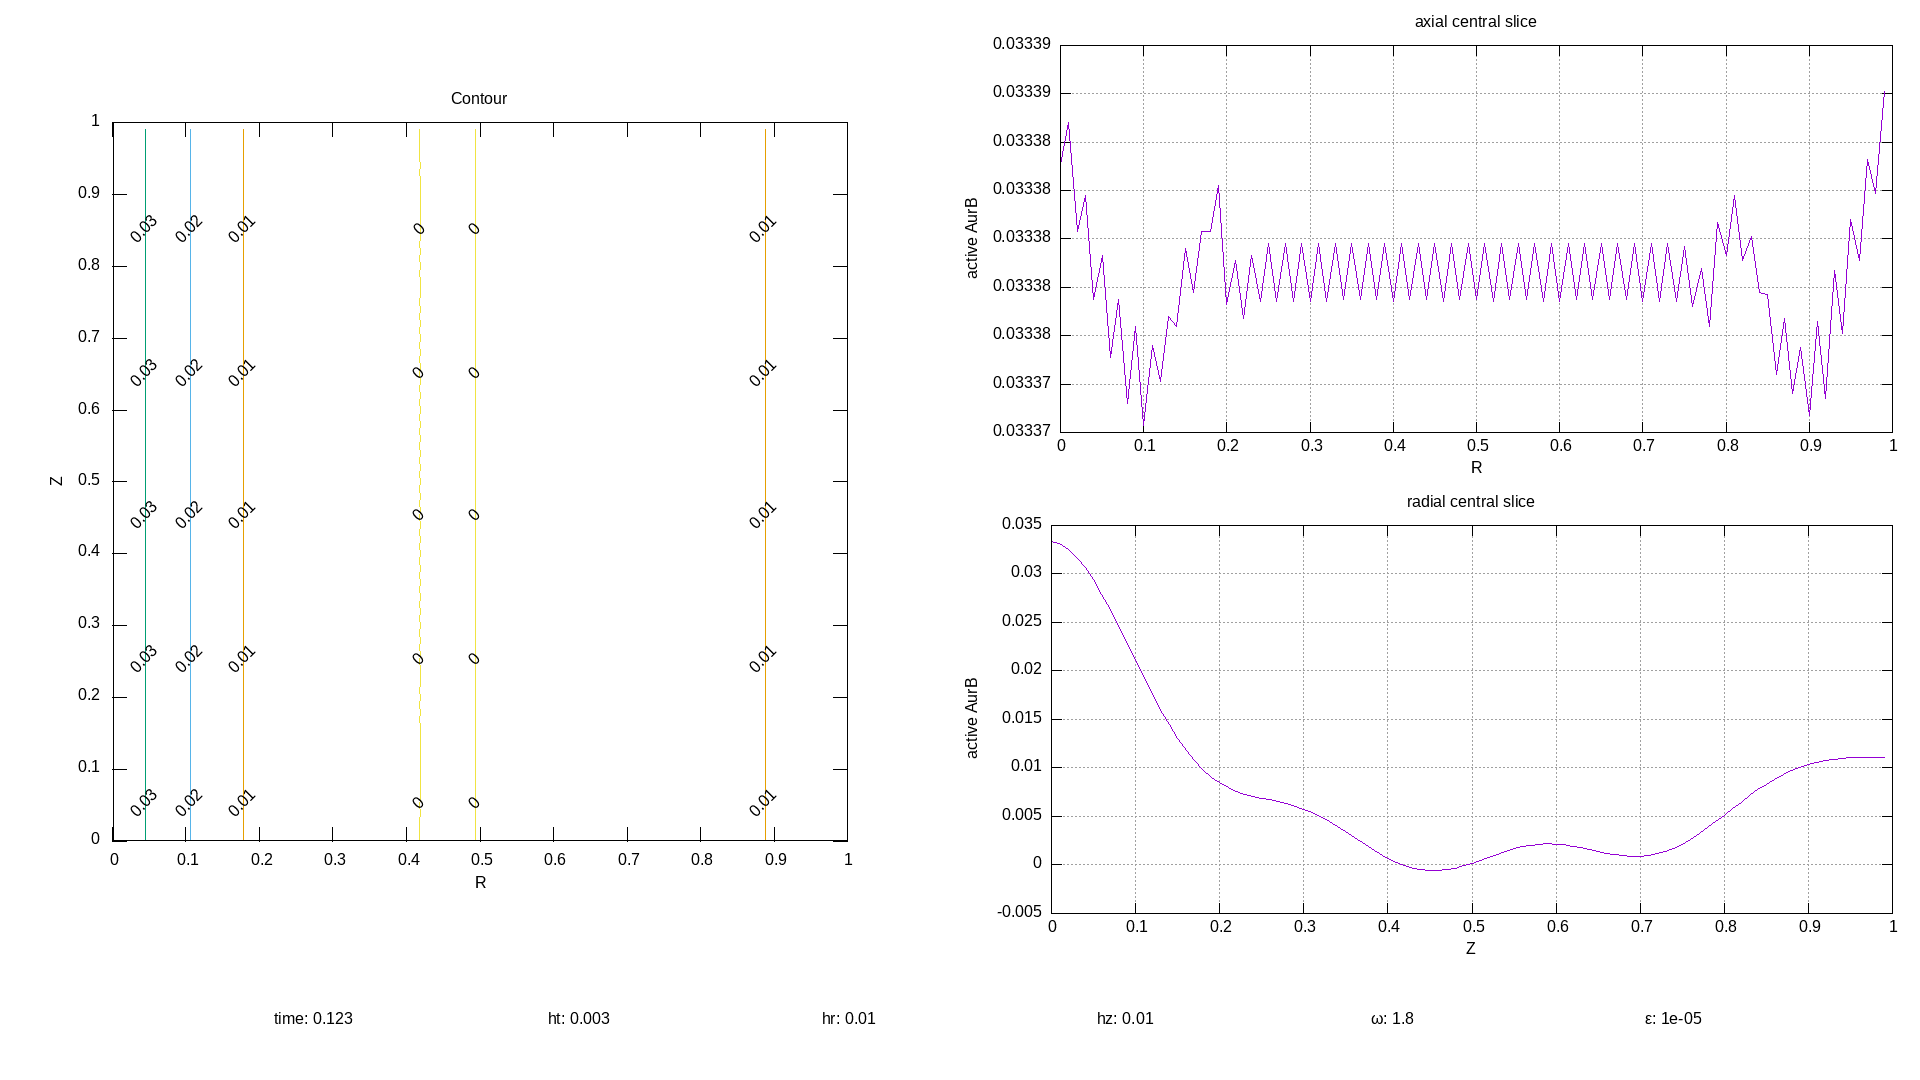 Contour
1
0.9
0.8
0.7
0.6
0.5
0.4
0.3
0.2
0.1
0
Z
0.03 0.02 0.01 0 0 0.01
0.03 0.02 0.01 0 0 0.01
0.03 0.02 0.01 0 0 0.01
0.03 0.02 0.01 0 0 0.01
0.03 0.02 0.01 0 0 0.01
0 0.1 0.2 0.3 0.4 0.5 0.6 0.7 0.8 0.9 1
R
axial central slice
0.03339
0.03339
0.03338
0.03338
0.03338
0.03338
0.03338
0.03337
0.03337
active AurB
0 0.1 0.2 0.3 0.4 0.5 0.6 0.7 0.8 0.9 1
R
radial central slice
0.035
0.03
0.025
0.02
0.015
0.01
0.005
0
-0.005
active AurB
0 0.1 0.2 0.3 0.4 0.5 0.6 0.7 0.8 0.9 1
Z
time: 0.123 ht: 0.003 hr: 0.01 hz: 0.01 ω: 1.8 ε: 1e-05